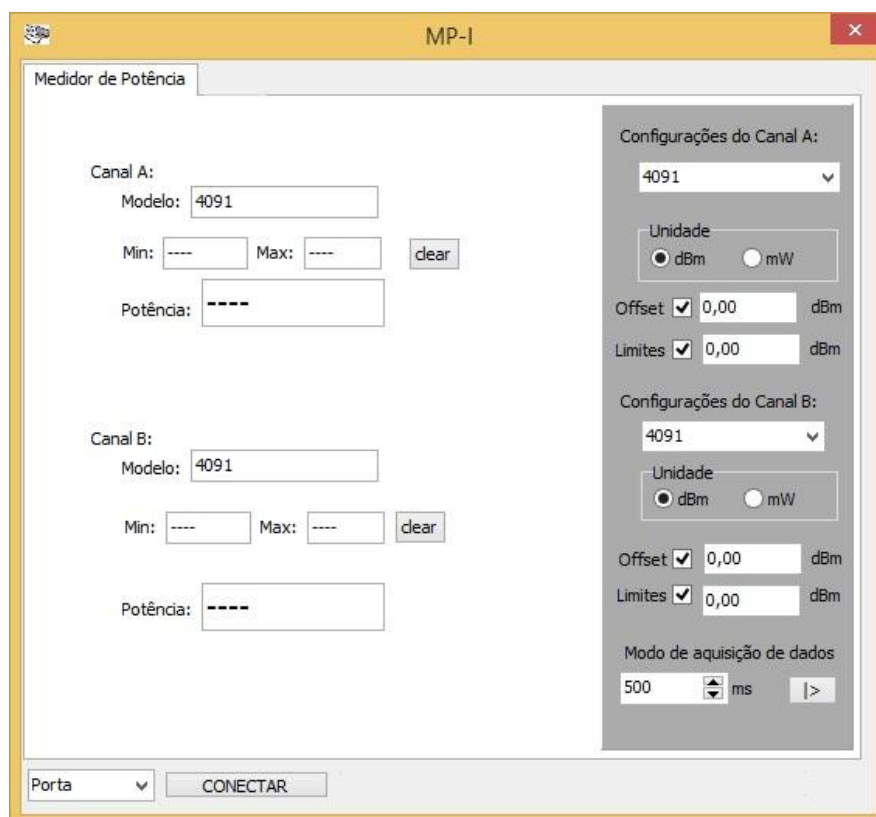 MP-I
Medidor de Potência
Canal A:
Modelo: 4091
Min: ---- Max: ---- clear
Potência: ----
Canal B:
Modelo: 4091
Min: ---- Max: ---- clear
Potência: ----
Configurações do Canal A:
4091
Unidade
dBm mW
Offset 0,00 dBm
Limites 0,00 dBm
Configurações do Canal B:
4091
Unidade
dBm mW
Offset 0,00 dBm
Limites 0,00 dBm
Modo de aquisição de dados
500 ms |>
Porta CONECTAR